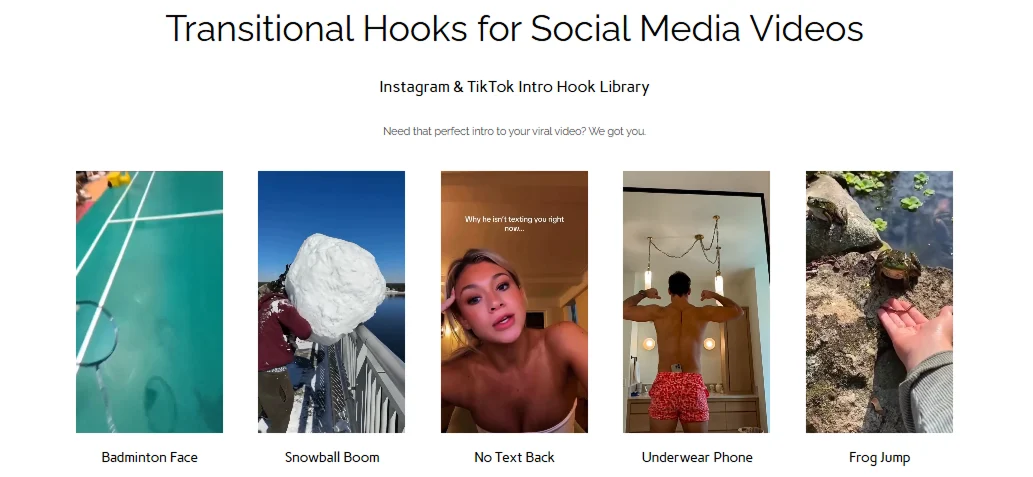 Transitional Hooks for Social Media Videos
Instagram & TikTok Intro Hook Library
Need that perfect intro to your viral video? We got you.
Why he isn't texting you right
now...
Badminton Face
Snowball Boom
No Text Back
Underwear Phone
Frog Jump